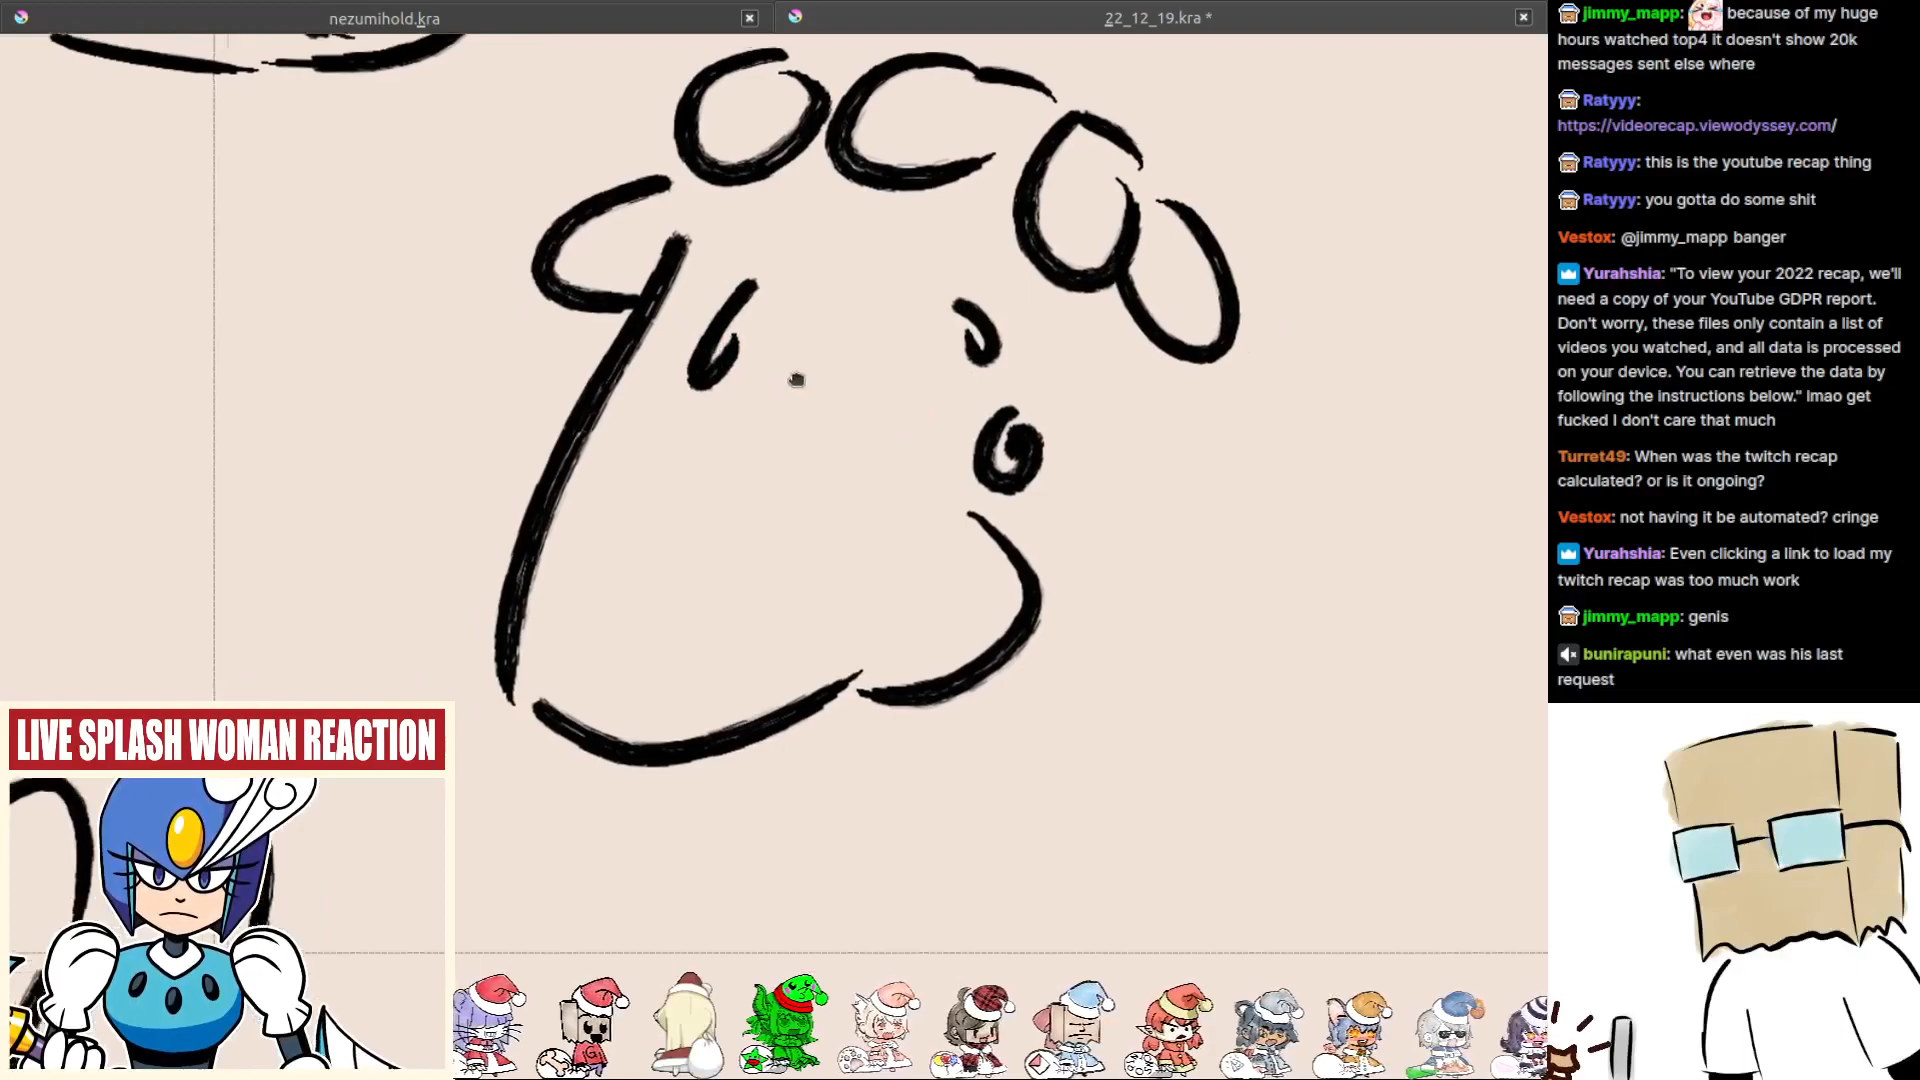 nezumihold.kra
22_12_19.kra *
jimmy_mapp: because of my huge
hours watched top4 it doesn't show 20k
messages sent else where
Ratyyy:
https://videorecap.viewodyssey.com/
Ratyyy: this is the youtube recap thing
Ratyyy: you gotta do some shit
Vestox: @jimmy_mapp banger
Yurahshia: "To view your 2022 recap, we'll
need a copy of your YouTube GDPR report.
Don't worry, these files only contain a list of
videos you watched, and all data is processed
on your device. You can retrieve the data by
following the instructions below." lmao get
fucked I don't care that much
Turret49: When was the twitch recap
calculated? or is it ongoing?
Vestox: not having it be automated? cringe
Yurahshia: Even clicking a link to load my
twitch recap was too much work
jimmy_mapp: genis
bunirapuni: what even was his last
request
LIVE SPLASH WOMAN REACTION